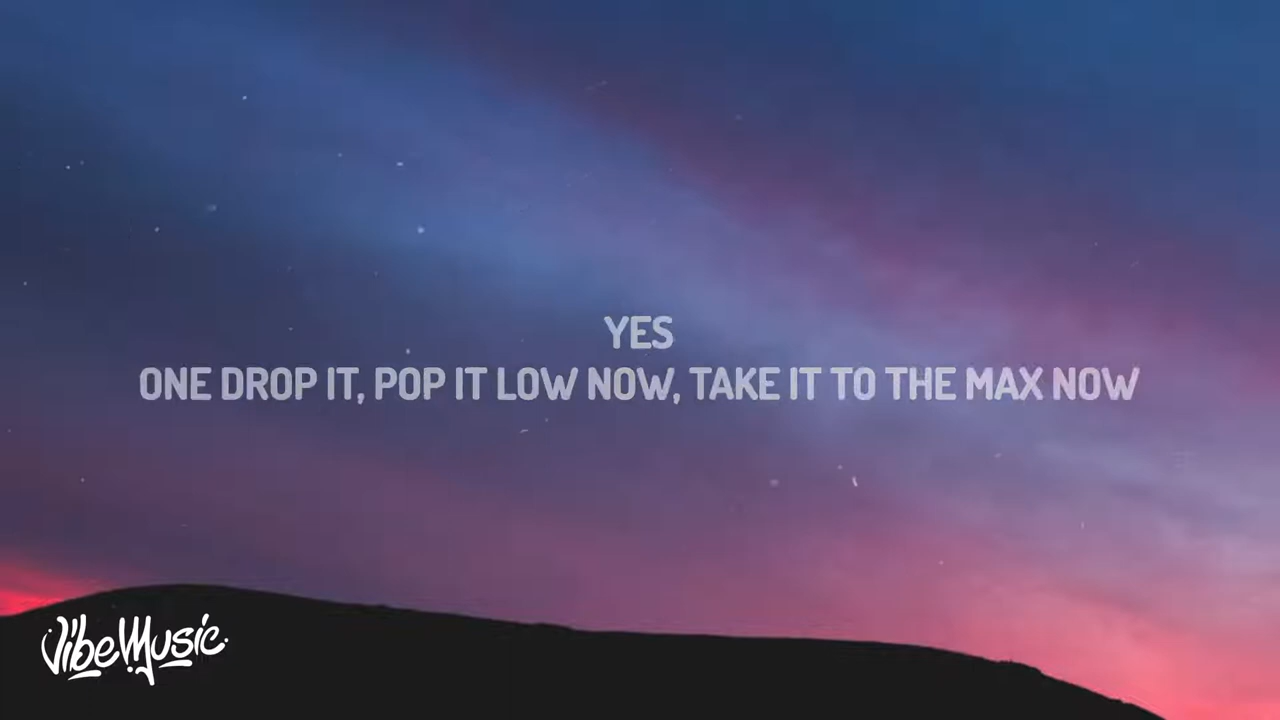 YES
ONE DROP IT, POP IT LOW NOW, TAKE IT TO THE MAX NOW
VibeMusic